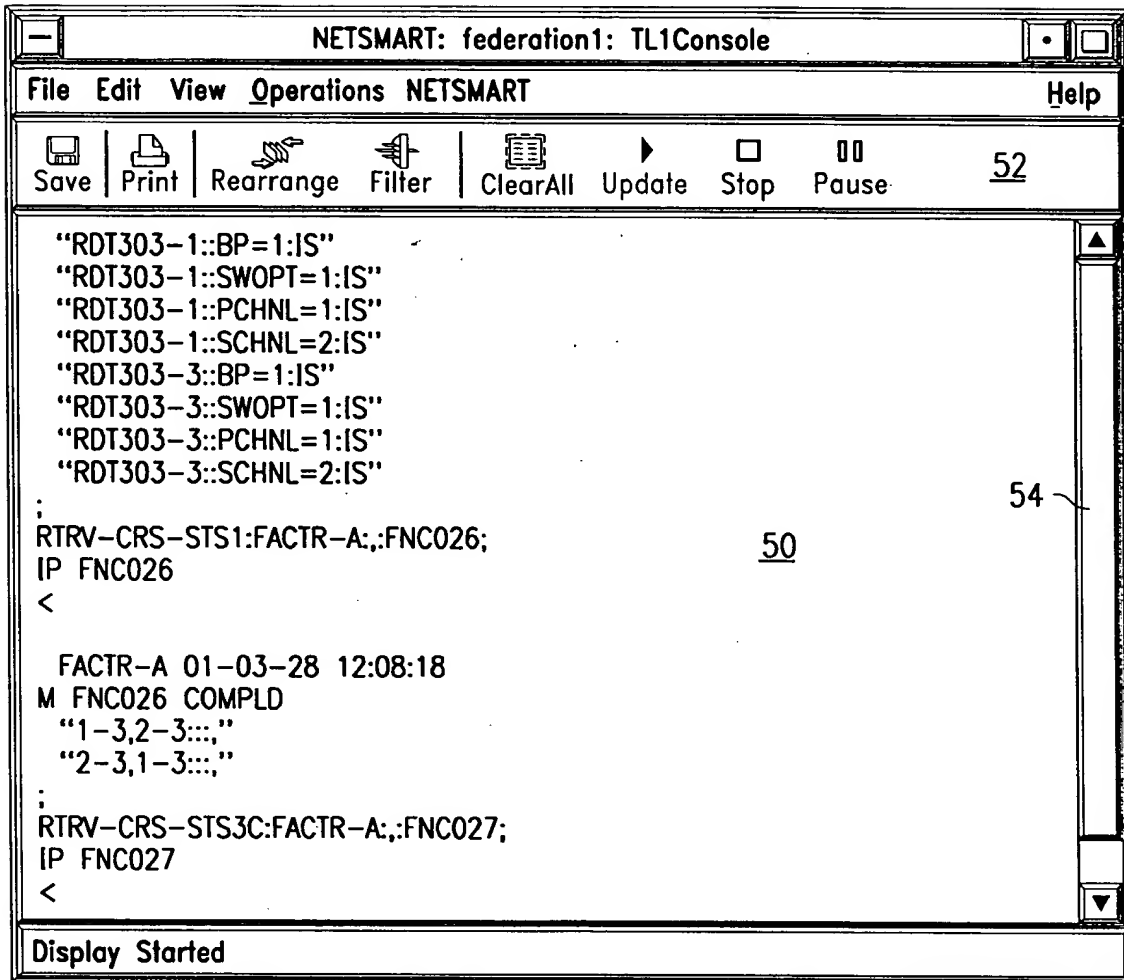 NETSMART: federation1: TL1Console
File Edit View Operations NETSMART Help
Save Print Rearrange Filter ClearAll Update Stop Pause 52
“RDT303-1::BP=1:IS”
“RDT303-1::SWOPT=1:IS”
“RDT303-1::PCHNL=1:IS”
“RDT303-1::SCHNL=2:IS”
“RDT303-3::BP=1:IS”
“RDT303-3::SWOPT=1:IS”
“RDT303-3::PCHNL=1:IS”
“RDT303-3::SCHNL=2:IS”
;
54
RTRV-CRS-STS1:FACTR-A:,:FNC026;
50
IP FNC026
<
FACTR-A 01-03-28 12:08:18
M FNC026 COMPLD
“1-3,2-3:::,”
“2-3,1-3:::,”
;
RTRV-CRS-STS3C:FACTR-A:,:FNC027;
IP FNC027
<
Display Started